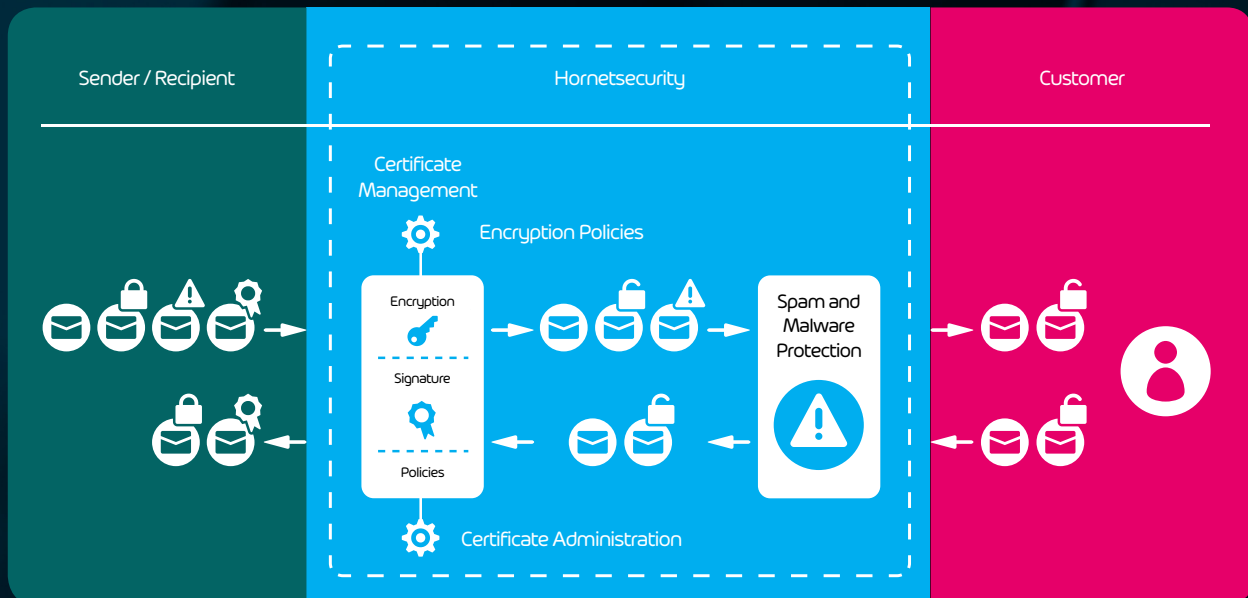 Sender / Recipient
Hornetsecurity
Customer
Certificate
Management
Encryption Policies
Encryption
Signature
Policies
Spam and
Malware
Protection
Certificate Administration